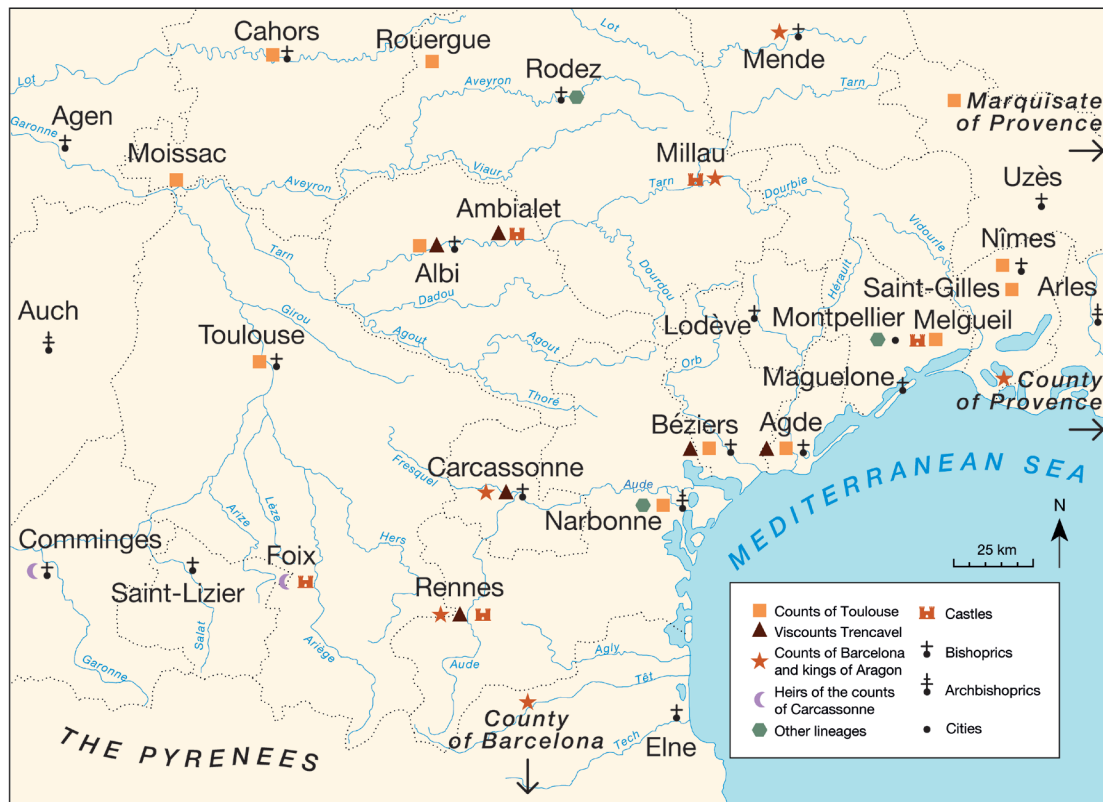 Cahors
Rouergue
Lot
Mende
Lot
Rodez
Aveyron
Tarn
Agen
Garonne
Marquisate
of Provence
Moissac
Millau
Viaur
Aveyron
Tarn
Dourbie
Uzès
Ambialet
Vidourle
Nîmes
Albi
Tarn
Dourdou
Hérault
Dadou
Saint-Gilles
Arles
Auch
Girou
Toulouse
Agout
Agout
Lodève
Montpellier
Melgueil
Orb
Thoré
Maguelone
County
of Provence
Béziers
Agde
Fresquel
Carcassonne
Aude
Narbonne
MEDITERRANEAN SEA
Arize
Lèze
Hers
N
25 km
Comminges
Foix
Saint-Lizier
Rennes
Salat
Ariège
Garonne
Aude
Agly
Têt
County
of Barcelona
Tech
Elne
THE PYRENEES
Counts of Toulouse
Viscounts Trencavel
Counts of Barcelona
and kings of Aragon
Heirs of the counts
of Carcassonne
Other lineages
Castles
Bishoprics
Archbishoprics
Cities